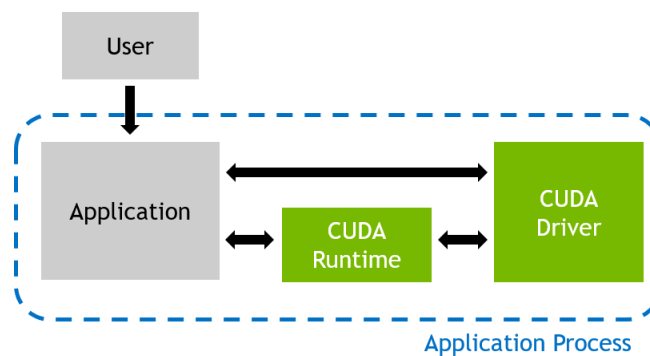 User
Application
CUDA
Runtime
CUDA
Driver
Application Process